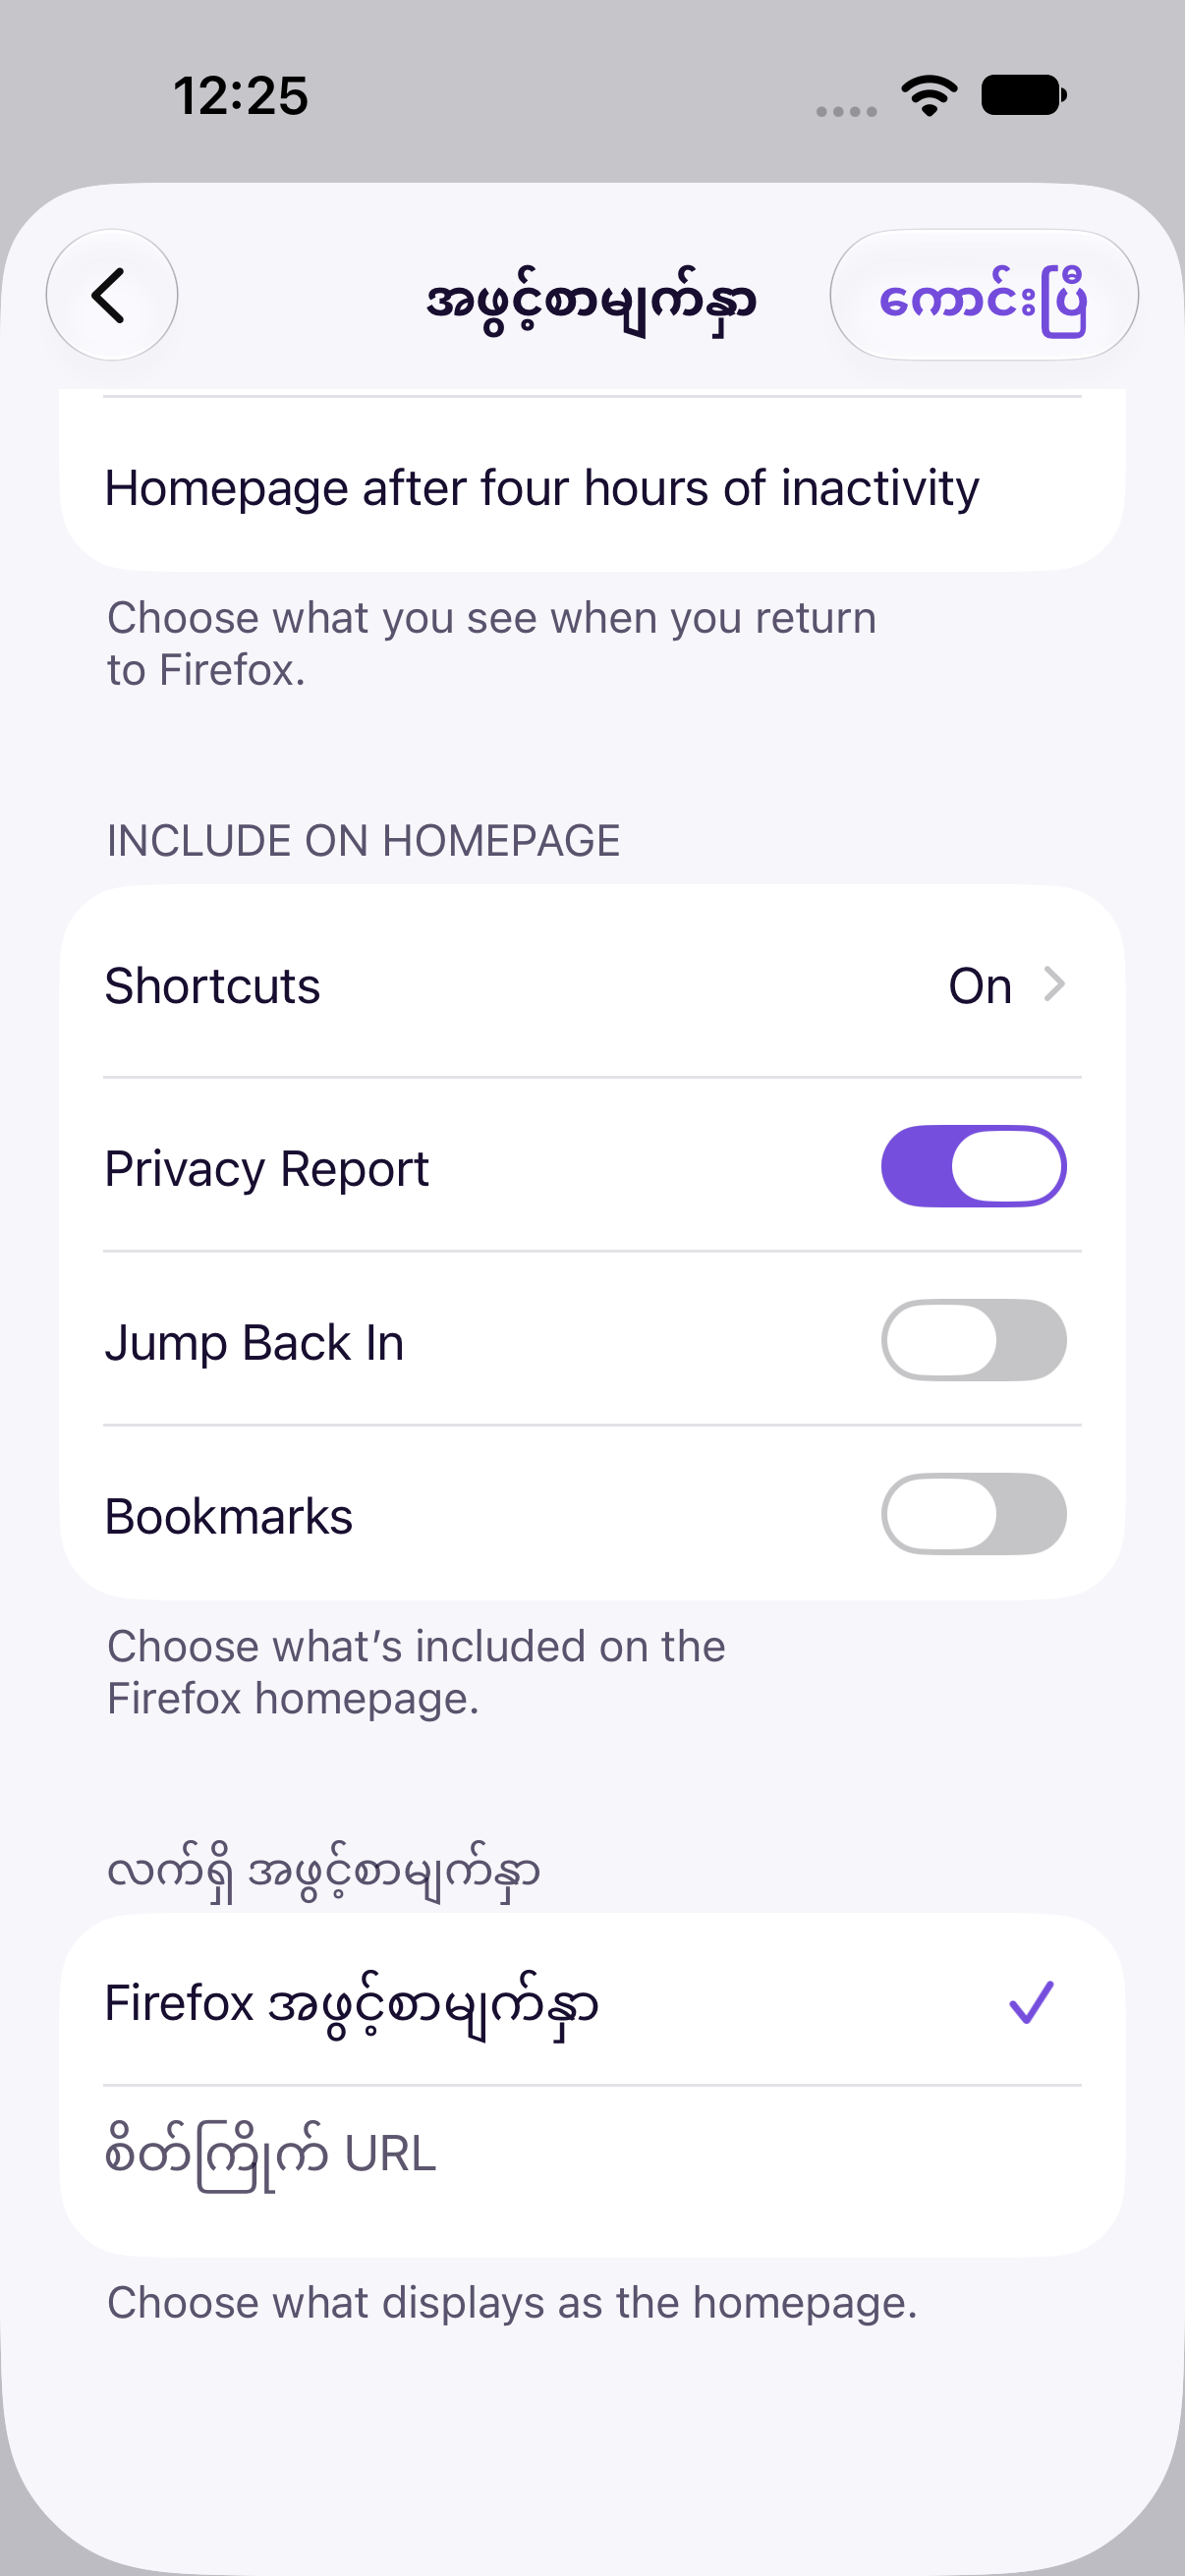 12:25
အဖွင့်စာမျက်နှာ
ကောင်းပြီ
Homepage after four hours of inactivity
Choose what you see when you return
to Firefox.
INCLUDE ON HOMEPAGE
Shortcuts On
Privacy Report
Jump Back In
Bookmarks
Choose what’s included on the
Firefox homepage.
လက်ရှိ အဖွင့်စာမျက်နှာ
Firefox အဖွင့်စာမျက်နှာ
စိတ်ကြိုက် URL
Choose what displays as the homepage.